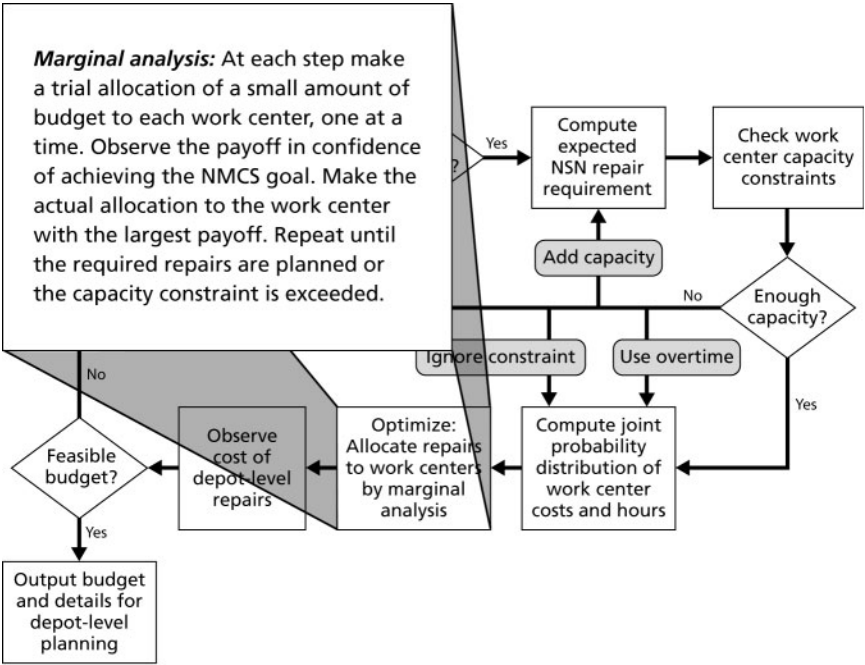 Marginal analysis: At each step make
a trial allocation of a small amount of
budget to each work center, one at a
time. Observe the payoff in confidence
of achieving the NMCS goal. Make the
actual allocation to the work center
with the largest payoff. Repeat until
the required repairs are planned or
the capacity constraint is exceeded.
?
Yes
Compute
expected
NSN repair
requirement
Check work
center capacity
constraints
Add capacity
No
Enough
capacity?
Ignore constraint
Use overtime
Yes
No
Feasible
budget?
Observe
cost of
depot-level
repairs
Optimize:
Allocate repairs
to work centers
by marginal
analysis
Compute joint
probability
distribution of
work center
costs and hours
Yes
Output budget
and details for
depot-level
planning